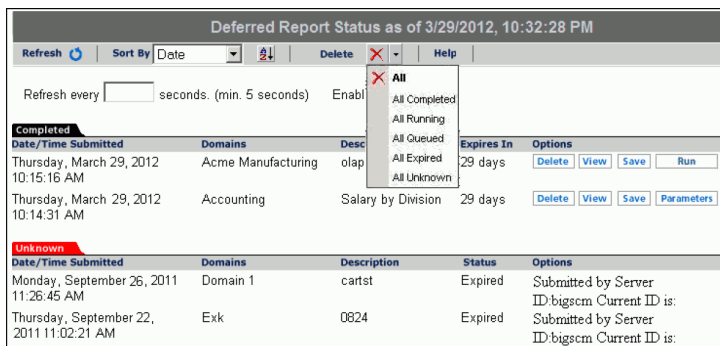 Deferred Report Status as of 3/29/2012, 10:32:28 PM
Refresh Sort By Date Delete Help
Refresh every seconds. (min. 5 seconds) Enabl
All
All Completed
All Running
All Queued
All Expired
All Unknown
Completed
Date/Time Submitted Domains Desc Expires In Options
Thursday, March 29, 2012 Acme Manufacturing olap 29 days Delete View Save Run
10:15:16 AM
Thursday, March 29, 2012 Accounting Salary by Division 29 days Delete View Save Parameters
10:14:31 AM
Unknown
Date/Time Submitted Domains Description Status Options
Monday, September 26, 2011 Domain 1 cartst Expired Submitted by Server
11:26:45 AM ID:bigscm Current ID is:
Thursday, September 22, Exk 0824 Expired Submitted by Server
2011 11:02:21 AM ID:bigscm Current ID is: